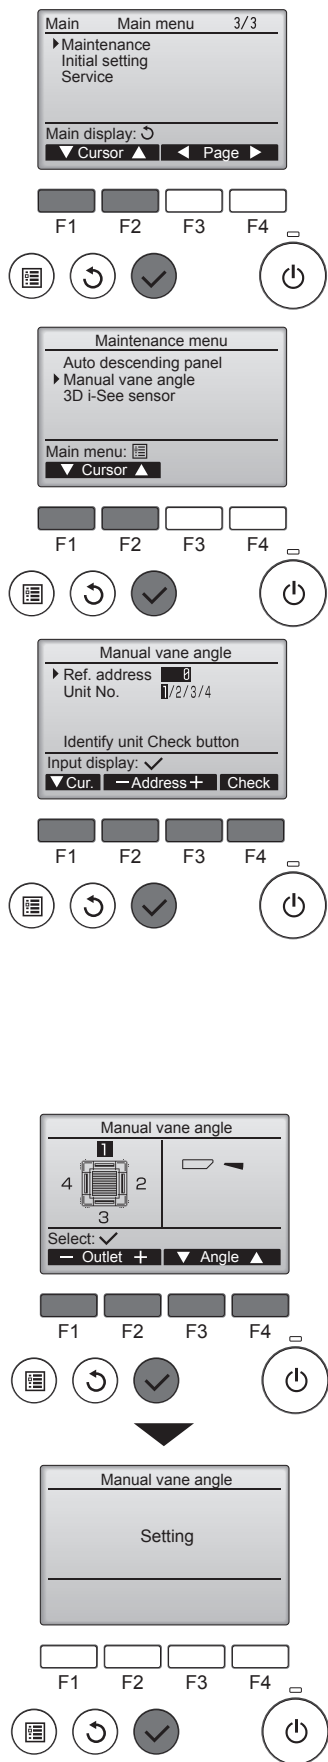 Main Main menu 3/3
Maintenance
Initial setting
Service
Main display:
Cursor Page
F1 F2 F3 F4
Maintenance menu
Auto descending panel
Manual vane angle
3D i-See sensor
Main menu:
Cursor
F1 F2 F3 F4
Manual vane angle
Ref. address 0
Unit No. 1/2/3/4
Identify unit Check button
Input display: ✓
Cur. −Address+ Check
F1 F2 F3 F4
Manual vane angle
1
4 2
3
Select: ✓
− Outlet + Angle
F1 F2 F3 F4
Manual vane angle
Setting
F1 F2 F3 F4